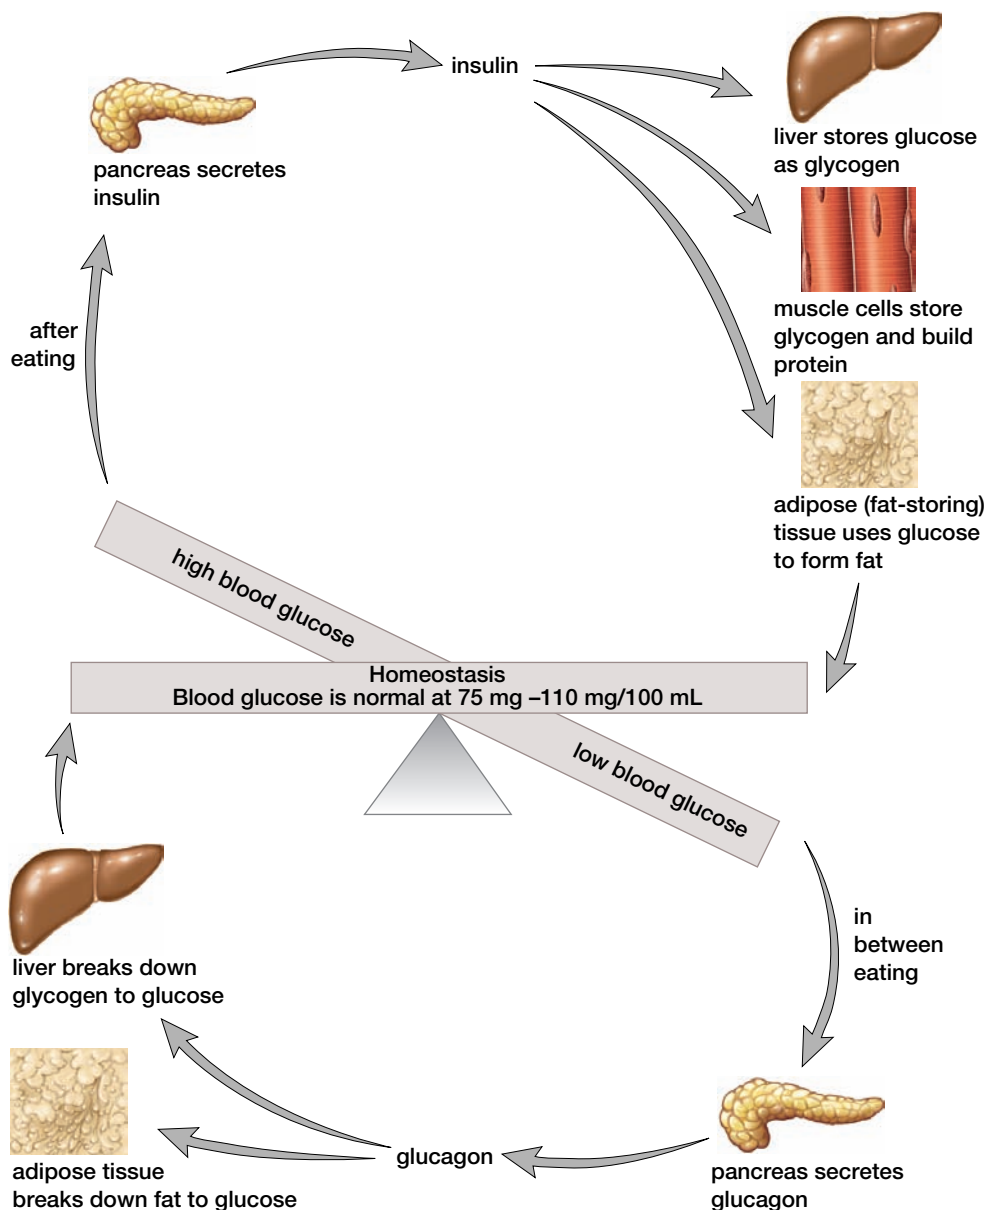 insulin
pancreas secretes
insulin
liver stores glucose
as glycogen
muscle cells store
glycogen and build
protein
after
eating
adipose (fat-storing)
tissue uses glucose
to form fat
high blood glucose
Homeostasis
Blood glucose is normal at 75 mg –110 mg/100 mL
low blood glucose
in
between
eating
liver breaks down
glycogen to glucose
glucagon
adipose tissue
breaks down fat to glucose
pancreas secretes
glucagon